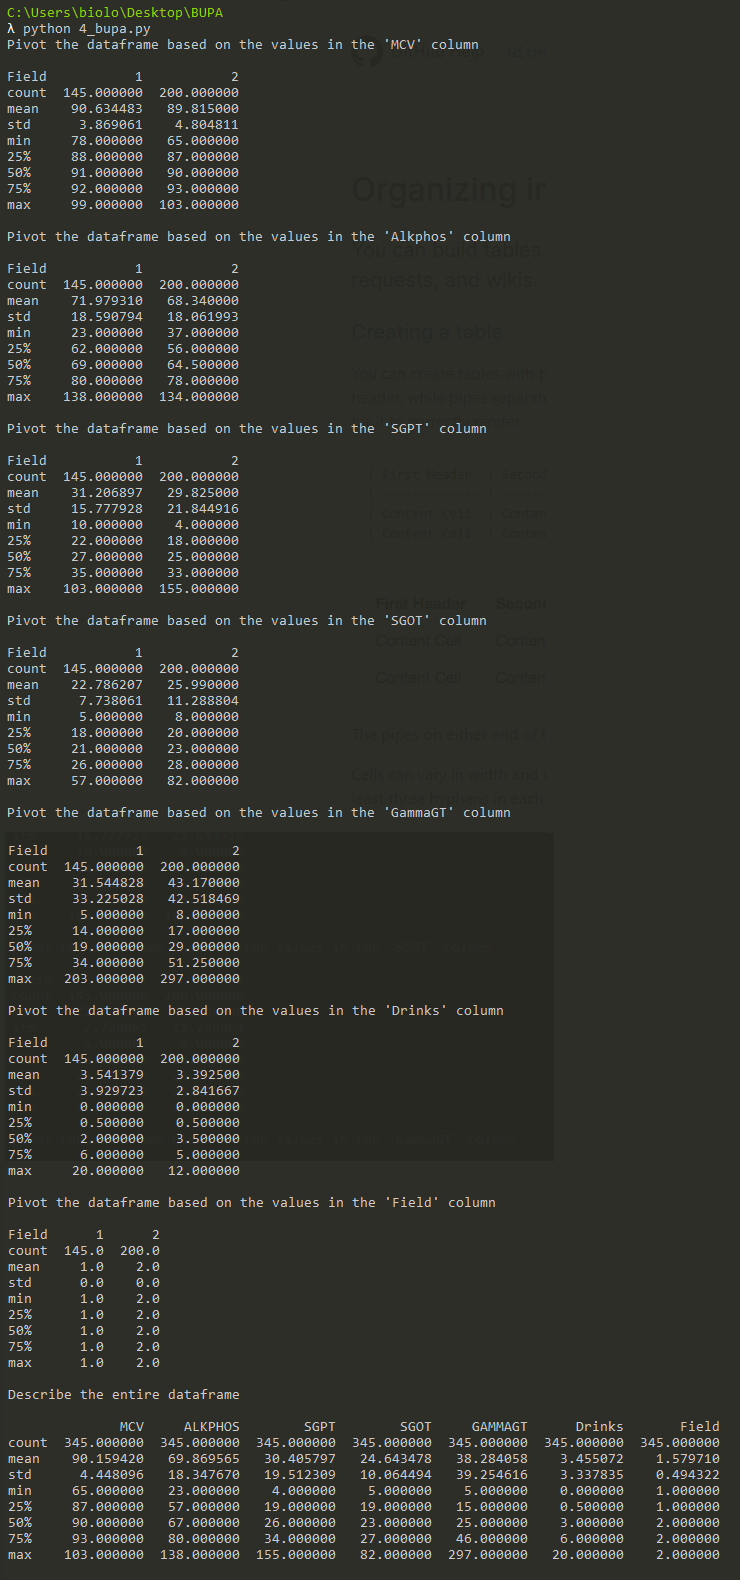 C:\Users\biolo\Desktop\BUPA
λ python 4_bupa.py
Pivot the dataframe based on the values in the 'MCV' column
Field 1 2
count 145.000000 200.000000
mean 90.634483 89.815000
std 3.869061 4.804811
min 78.000000 65.000000
25% 88.000000 87.000000
50% 91.000000 90.000000
75% 92.000000 93.000000
max 99.000000 103.000000
Pivot the dataframe based on the values in the 'Alkphos' column
Field 1 2
count 145.000000 200.000000
mean 71.979310 68.340000
std 18.590794 18.061993
min 23.000000 37.000000
25% 62.000000 56.000000
50% 69.000000 64.500000
75% 80.000000 78.000000
max 138.000000 134.000000
Pivot the dataframe based on the values in the 'SGPT' column
Field 1 2
count 145.000000 200.000000
mean 31.206897 29.825000
std 15.777928 21.844916
min 10.000000 4.000000
25% 22.000000 18.000000
50% 27.000000 25.000000
75% 35.000000 33.000000
max 103.000000 155.000000
Pivot the dataframe based on the values in the 'SGOT' column
Field 1 2
count 145.000000 200.000000
mean 22.786207 25.990000
std 7.738061 11.288804
min 5.000000 8.000000
25% 18.000000 20.000000
50% 21.000000 23.000000
75% 26.000000 28.000000
max 57.000000 82.000000
Pivot the dataframe based on the values in the 'GammaGT' column
Field 1 2
count 145.000000 200.000000
mean 31.544828 43.170000
std 33.225028 42.518469
min 5.000000 8.000000
25% 14.000000 17.000000
50% 19.000000 29.000000
75% 34.000000 51.250000
max 203.000000 297.000000
Pivot the dataframe based on the values in the 'Drinks' column
Field 1 2
count 145.000000 200.000000
mean 3.541379 3.392500
std 3.929723 2.841667
min 0.000000 0.000000
25% 0.500000 0.500000
50% 2.000000 3.500000
75% 6.000000 5.000000
max 20.000000 12.000000
Pivot the dataframe based on the values in the 'Field' column
Field 1 2
count 145.0 200.0
mean 1.0 2.0
std 0.0 0.0
min 1.0 2.0
25% 1.0 2.0
50% 1.0 2.0
75% 1.0 2.0
max 1.0 2.0
Describe the entire dataframe
MCV ALKPHOS SGPT SGOT GAMMAGT Drinks Field
count 345.000000 345.000000 345.000000 345.000000 345.000000 345.000000 345.000000
mean 90.159420 69.869565 30.405797 24.643478 38.284058 3.455072 1.579710
std 4.448096 18.347670 19.512309 10.064494 39.254616 3.337835 0.494322
min 65.000000 23.000000 4.000000 5.000000 5.000000 0.000000 1.000000
25% 87.000000 57.000000 19.000000 19.000000 15.000000 0.500000 1.000000
50% 90.000000 67.000000 26.000000 23.000000 25.000000 3.000000 2.000000
75% 93.000000 80.000000 34.000000 27.000000 46.000000 6.000000 2.000000
max 103.000000 138.000000 155.000000 82.000000 297.000000 20.000000 2.000000